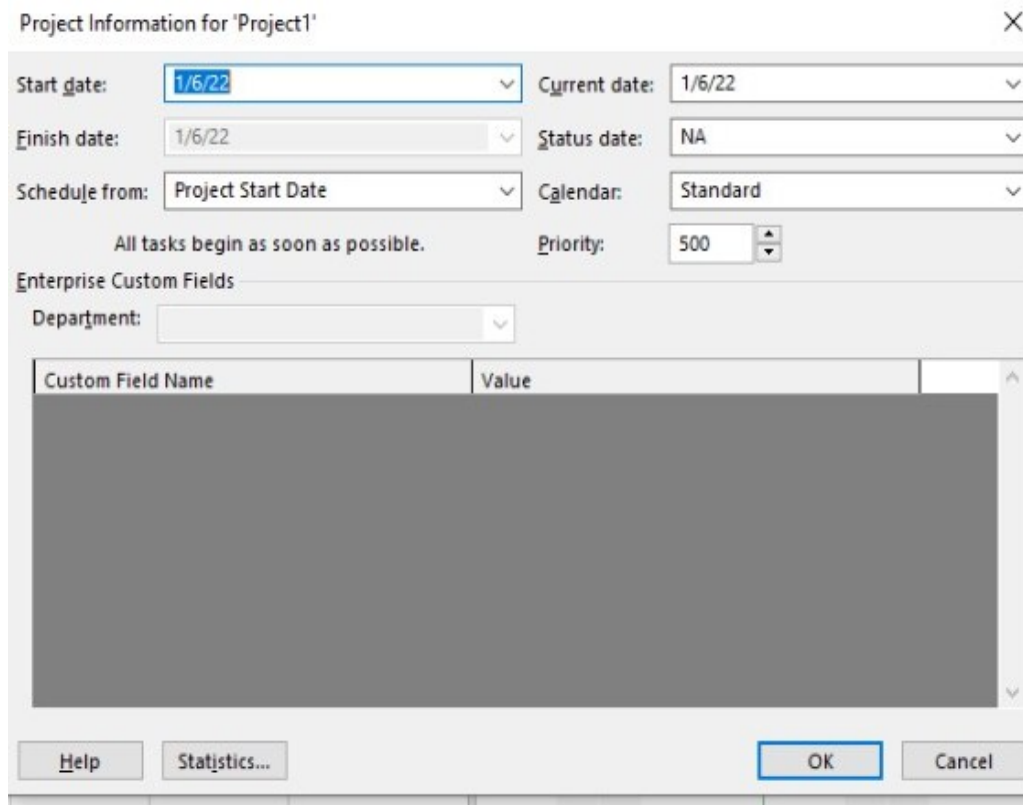 Project Information for 'Project1'
Start date: 1/6/22 Current date: 1/6/22
Finish date: 1/6/22 Status date: NA
Schedule from: Project Start Date Calendar: Standard
All tasks begin as soon as possible. Priority: 500
Enterprise Custom Fields
Department:
Custom Field Name Value
Help Statistics... OK Cancel